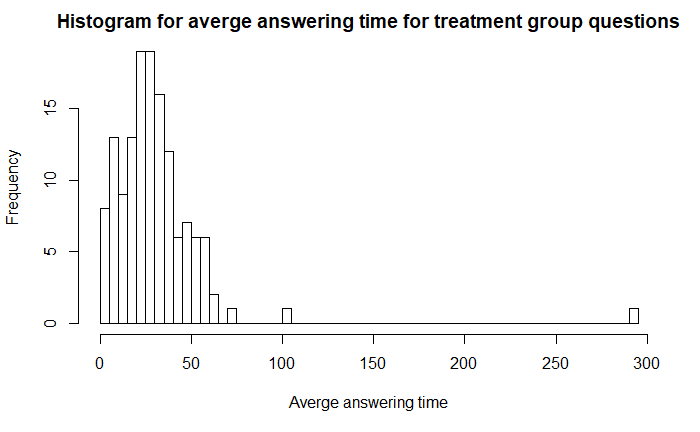 Histogram for averge answering time for treatment group questions
Frequency
15
10
5
0
0 50 100 150 200 250 300
Averge answering time